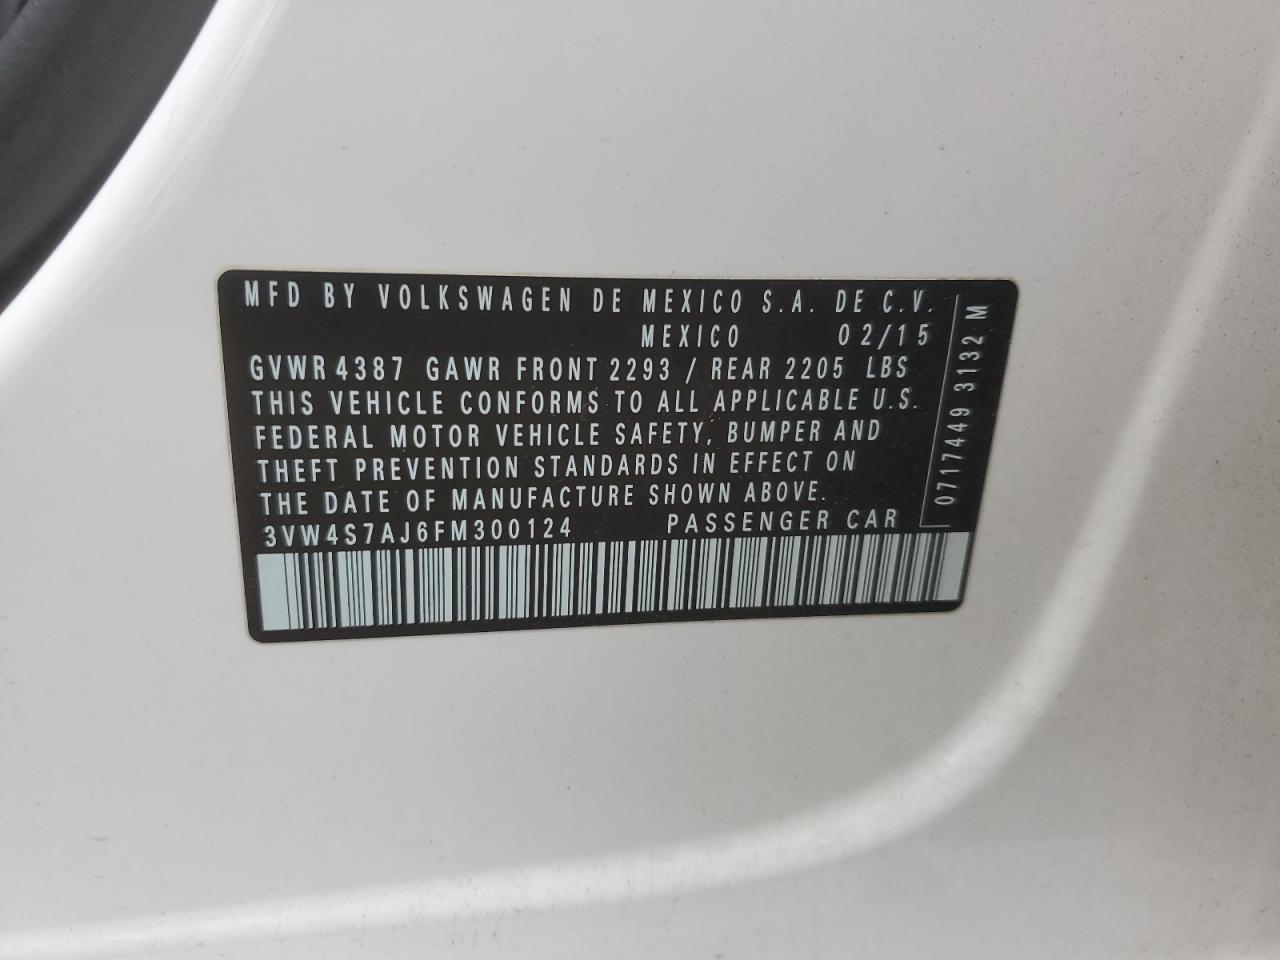 MFD BY VOLKSWAGEN DE MEXICO S.A. DE C.V.
MEXICO 02/15
GVWR 4387 GAWR FRONT 2293 / REAR 2205 LBS
THIS VEHICLE CONFORMS TO ALL APPLICABLE U.S.
FEDERAL MOTOR VEHICLE SAFETY, BUMPER AND
THEFT PREVENTION STANDARDS IN EFFECT ON
THE DATE OF MANUFACTURE SHOWN ABOVE.
3VW4S7AJ6FM300124 PASSENGER CAR
0717449 3132 M